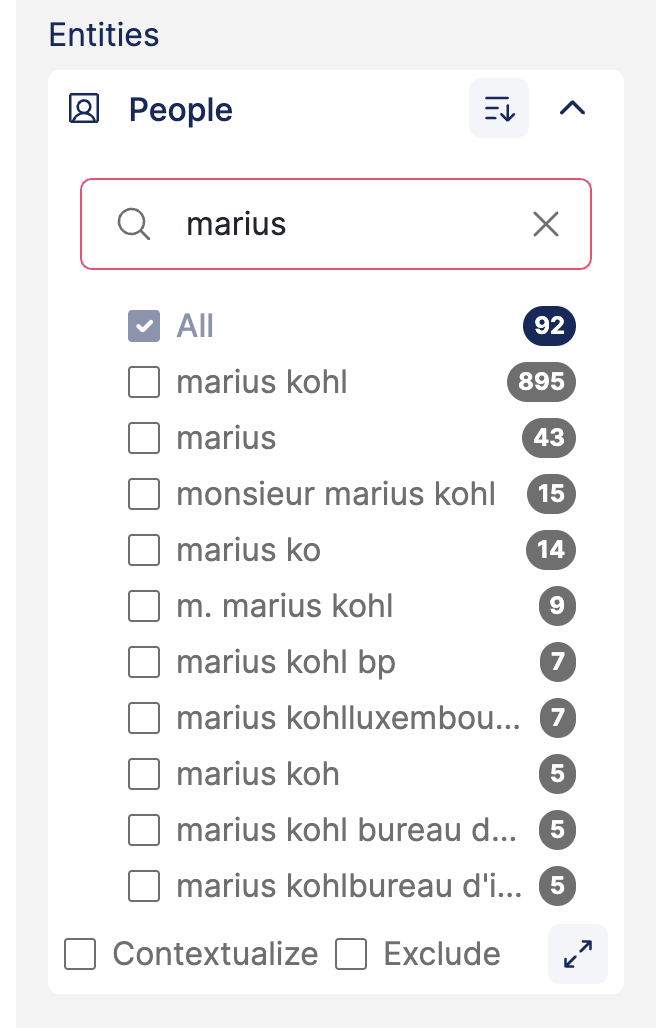 Entities
People
marius
All 92
marius kohl 895
marius 43
monsieur marius kohl 15
marius ko 14
m. marius kohl 9
marius kohl bp 7
marius kohlluxembou... 7
marius koh 5
marius kohl bureau d... 5
marius kohlbureau d'i... 5
Contextualize Exclude